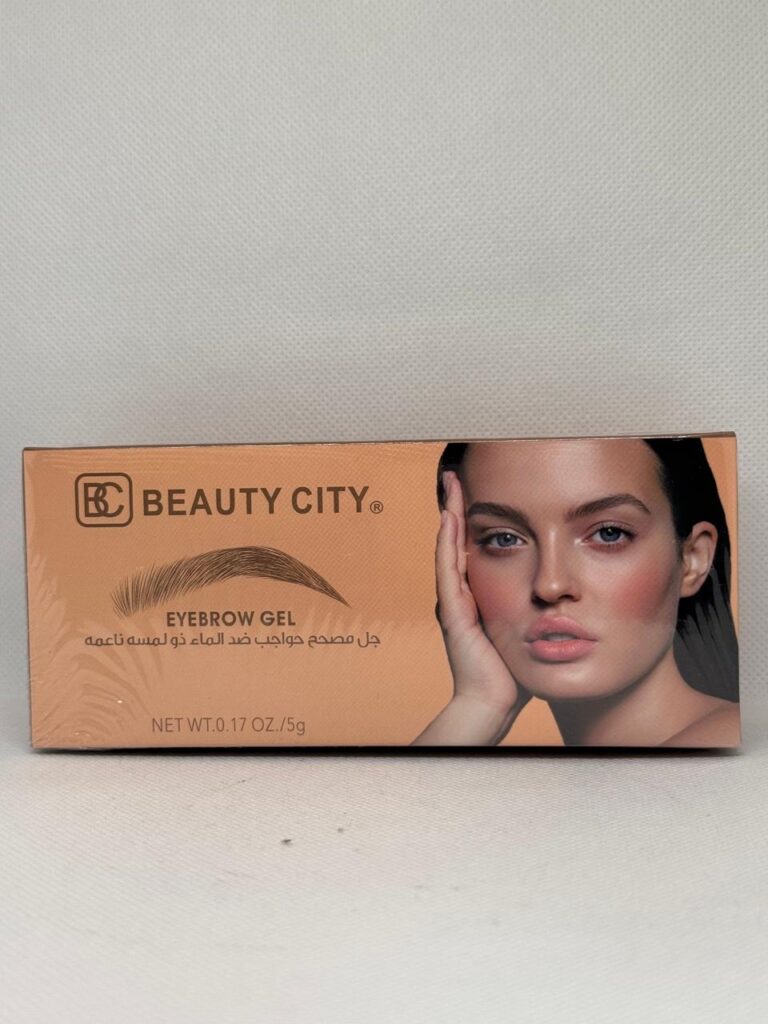 BC BEAUTY CITY®
EYEBROW GEL
جل مصحح حواجب ضد الماء ذو لمسه ناعمه
NET WT.0.17 OZ./5g